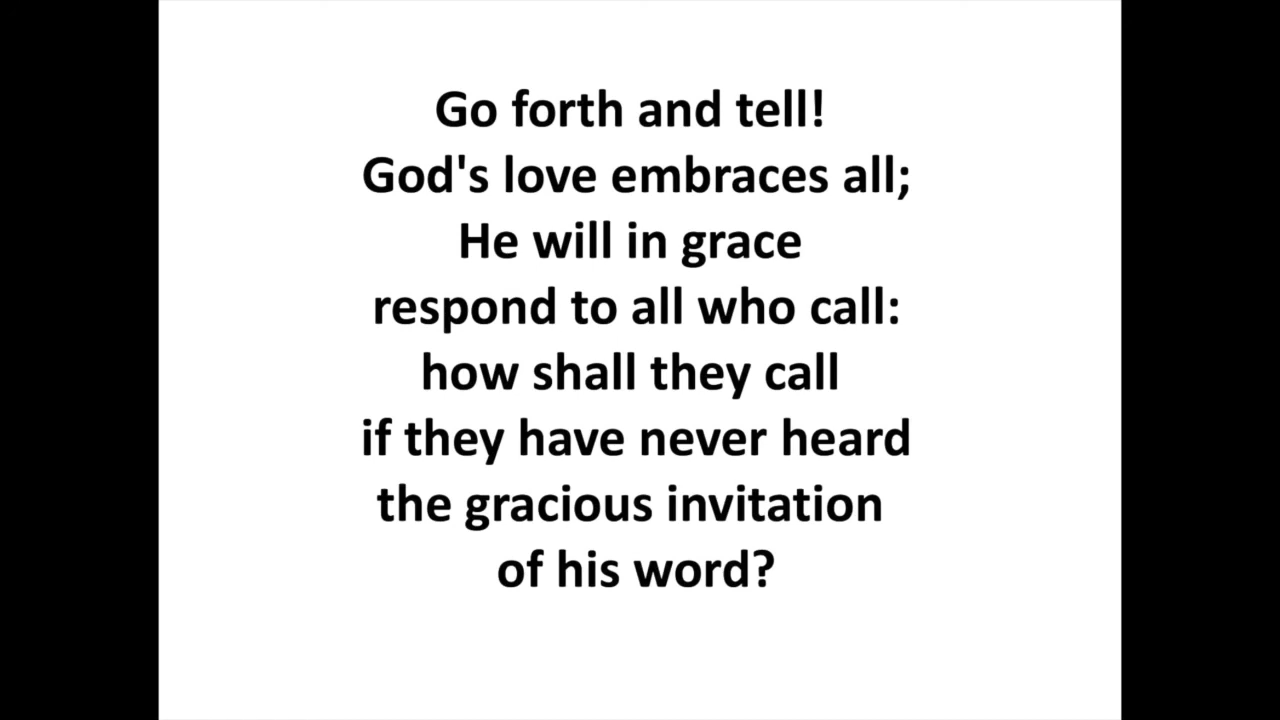 Go forth and tell!
God's love embraces all;
He will in grace
respond to all who call:
how shall they call
if they have never heard
the gracious invitation
of his word?